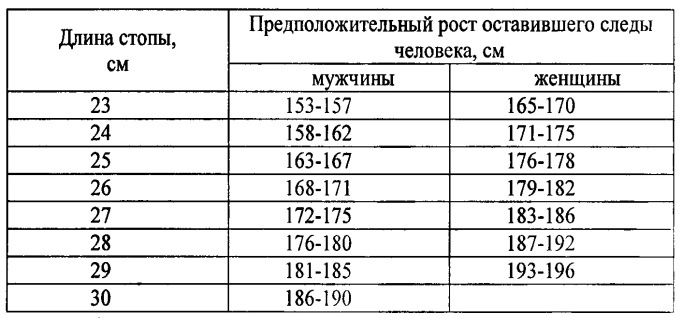 Длина стопы, см
Предположительный рост оставившего следы человека, см
мужчины женщины
23 153-157 165-170
24 158-162 171-175
25 163-167 176-178
26 168-171 179-182
27 172-175 183-186
28 176-180 187-192
29 181-185 193-196
30 186-190